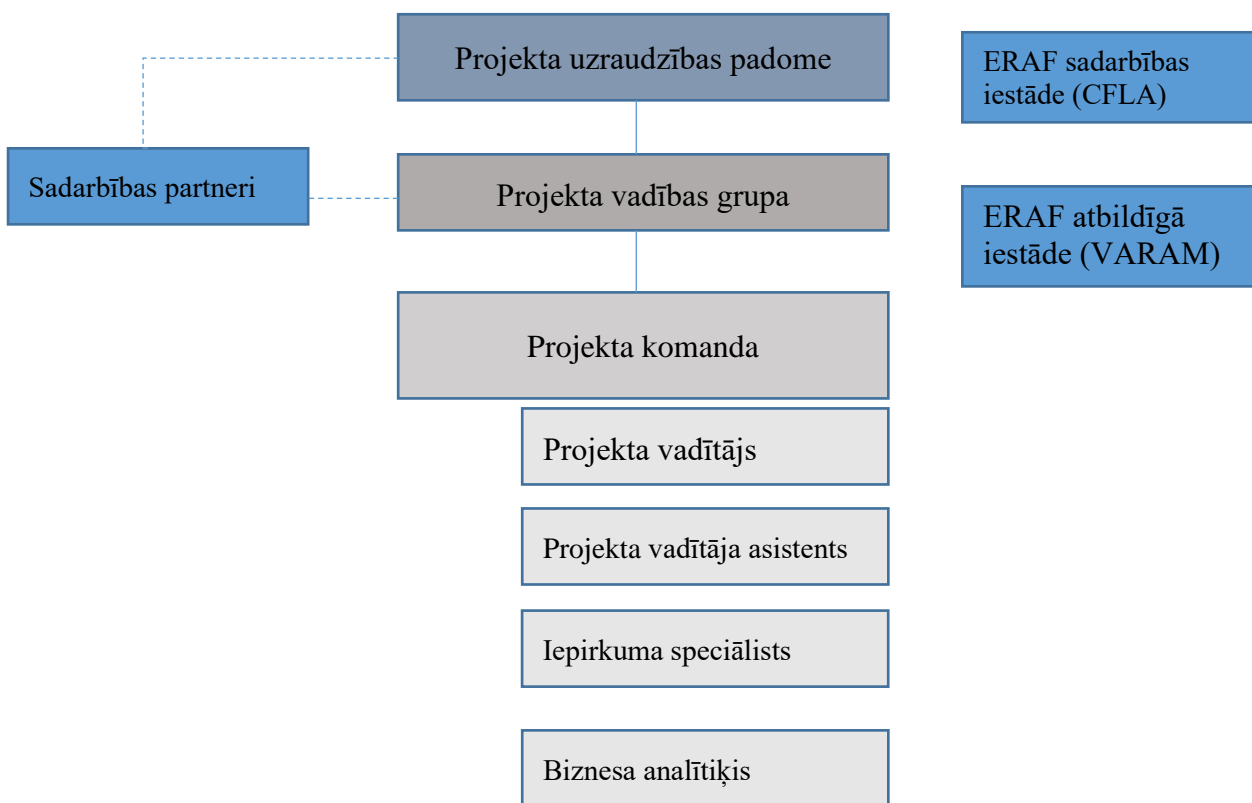 Projekta uzraudzības padome
ERAF sadarbības
iestāde (CFLA)
Sadarbības partneri
Projekta vadības grupa
ERAF atbildīgā
iestāde (VARAM)
Projekta komanda
Projekta vadītājs
Projekta vadītāja asistents
Iepirkuma speciālists
Biznesa analītiķis